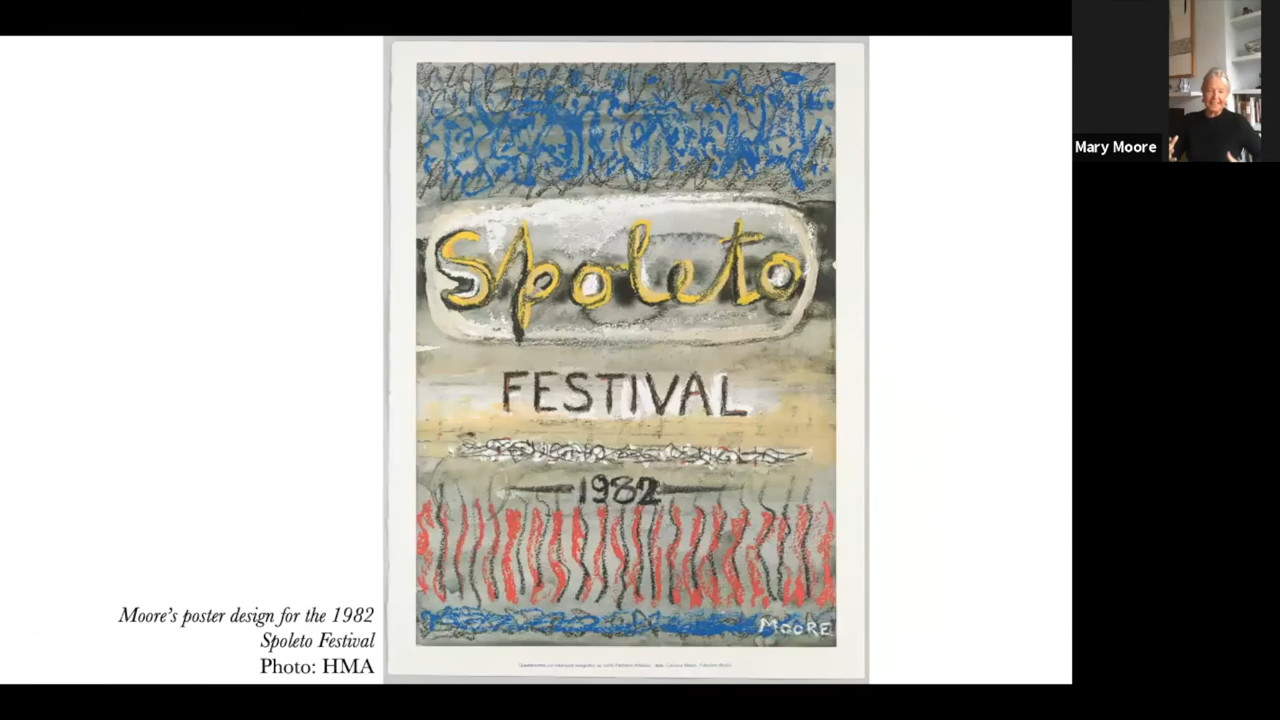 Mary Moore
Spoleto
FESTIVAL
1982
MOORE
Moore's poster design for the 1982
Spoleto Festival
Photo: HMA